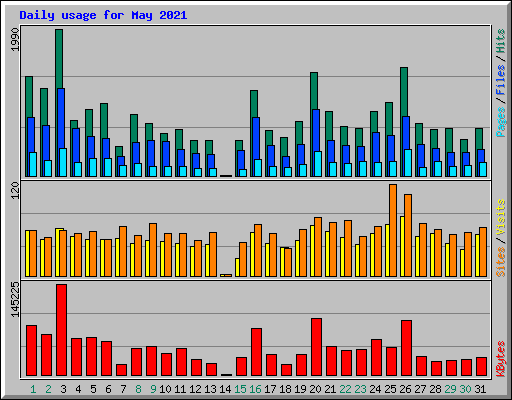 Daily usage for May 2021
1990
Pages / Files / Hits
120
Sites / Visits
145225
KBytes
1 2 3 4 5 6 7 8 9 10 11 12 13 14 15 16 17 18 19 20 21 22 23 24 25 26 27 28 29 30 31